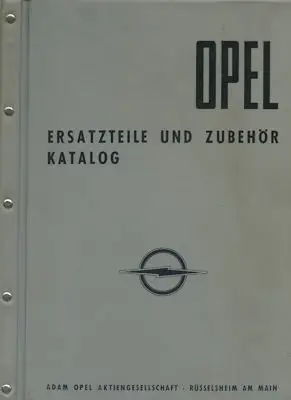 OPEL
ERSATZTEILE UND ZUBEHÖR
KATALOG
ADAM OPEL AKTIENGESELLSCHAFT · RÜSSELSHEIM AM MAIN